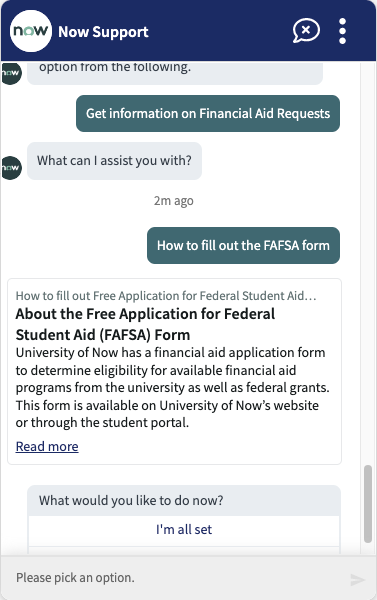 now
Now Support
option from the following.
now
Get information on Financial Aid Requests
What can I assist you with?
now
2m ago
How to fill out the FAFSA form
How to fill out Free Application for Federal Student Aid…
About the Free Application for Federal
Student Aid (FAFSA) Form
University of Now has a financial aid application form
to determine eligibility for available financial aid
programs from the university as well as federal grants.
This form is available on University of Now’s website
or through the student portal.
Read more
What would you like to do now?
I'm all set
Please pick an option.